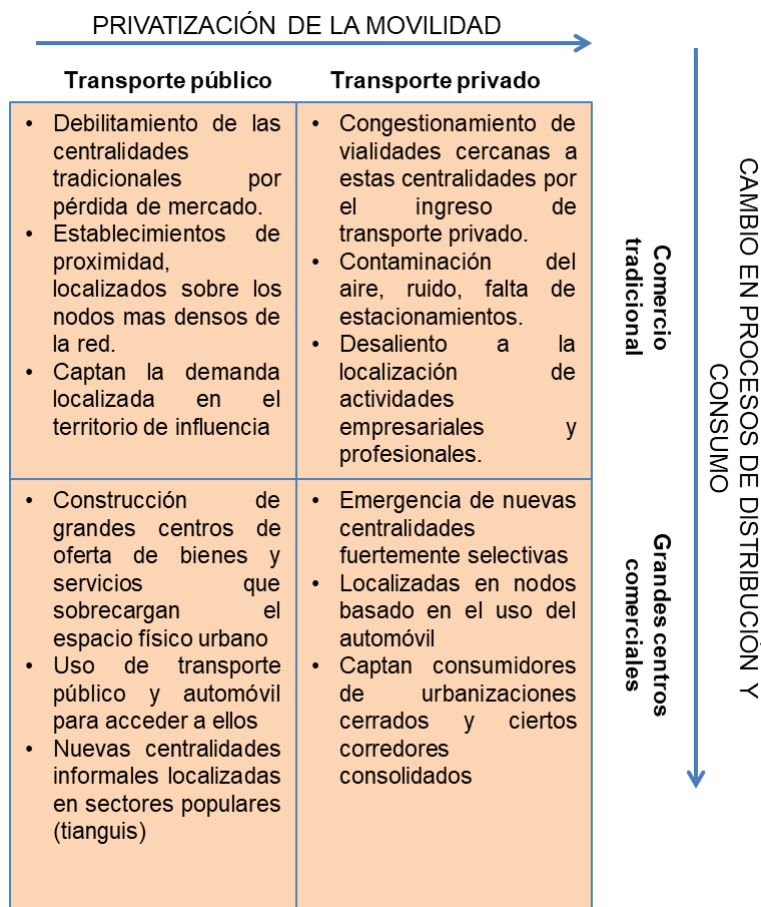 PRIVATIZACIÓN DE LA MOVILIDAD
Transporte público
Transporte privado
• Debilitamiento de las
centralidades
tradicionales por
pérdida de mercado.
• Establecimientos de
proximidad,
localizados sobre los
nodos mas densos de
la red.
• Captan la demanda
localizada en el
territorio de influencia
• Congestionamiento de
vialidades cercanas a
estas centralidades por
el ingreso de
transporte privado.
• Contaminación del
aire, ruido, falta de
estacionamientos.
• Desaliento a la
localización de
actividades
empresariales y
profesionales.
Comercio
tradicional
• Construcción de
grandes centros de
oferta de bienes y
servicios que
sobrecargan el
espacio físico urbano
• Uso de transporte
público y automóvil
para acceder a ellos
• Nuevas centralidades
informales localizadas
en sectores populares
(tianguis)
• Emergencia de nuevas
centralidades
fuertemente selectivas
• Localizadas en nodos
basado en el uso del
automóvil
• Captan consumidores
de urbanizaciones
cerrados y ciertos
corredores
consolidados
Grandes centros
comerciales
CAMBIO EN PROCESOS DE DISTRIBUCIÓN Y
CONSUMO